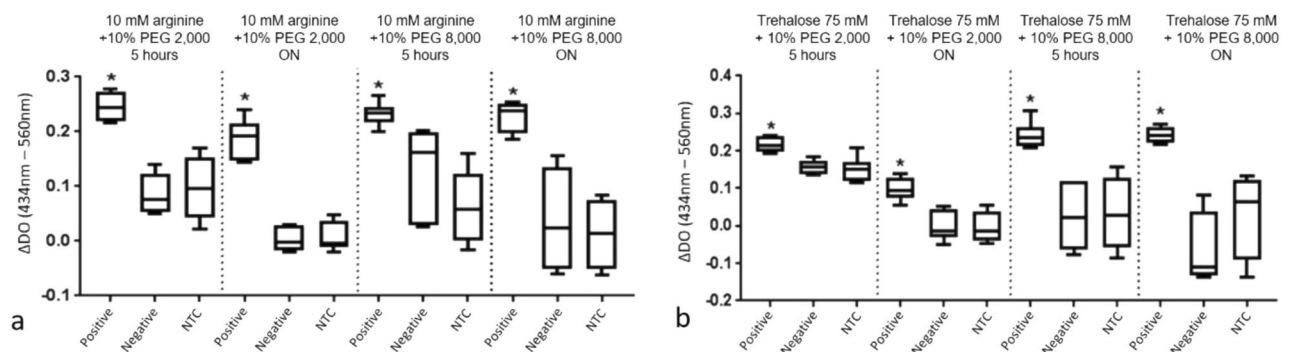 10 mM arginine
+10% PEG 2,000
5 hours
10 mM arginine
+10% PEG 2,000
ON
10 mM arginine
+10% PEG 8,000
5 hours
10 mM arginine
+10% PEG 8,000
ON
ΔDO (434nm – 560nm)
0.3
0.2
0.1
0.0
-0.1
*
*
*
*
Positive
Negative
NTC
Positive
Negative
NTC
Positive
Negative
NTC
Positive
Negative
NTC
a
Trehalose 75 mM
+ 10% PEG 2,000
5 hours
Trehalose 75 mM
+ 10% PEG 2,000
ON
Trehalose 75 mM
+ 10% PEG 8,000
5 hours
Trehalose 75 mM
+ 10% PEG 8,000
ON
ΔDO (434nm – 560nm)
0.4
0.3
0.2
0.1
0.0
-0.1
-0.2
*
*
*
*
Positive
Negative
NTC
Positive
Negative
NTC
Positive
Negative
NTC
Positive
Negative
NTC
b